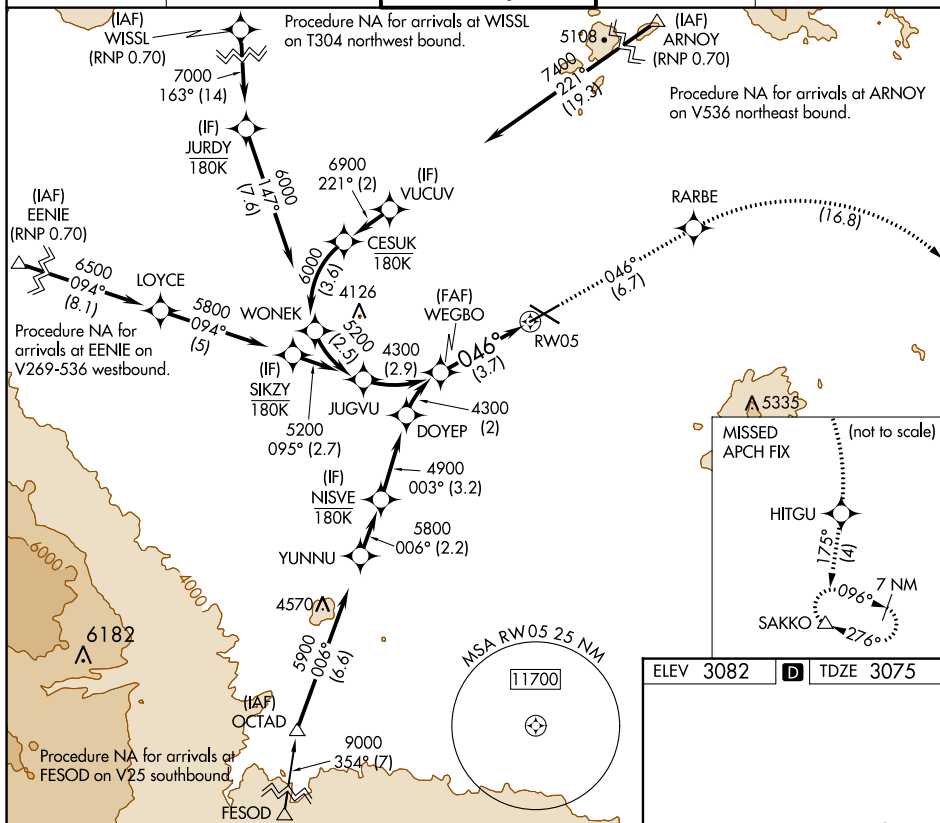 (IAF)
WISSL
(RNP 0.70)
Procedure NA for arrivals at WISSL
on T304 northwest bound.
5108
(IAF)
ARNOY
(RNP 0.70)
7400
221°
(19.3)
Procedure NA for arrivals at ARNOY
on V536 northeast bound.
7000
163° (14)
(IF)
JURDY
180K
6000
147°
(7.6)
6900
221° (2)
(IF)
VUCUV
CESUK
180K
6000
(3.6)
RARBE
(16.8)
046°
(6.7)
(IAF)
EENIE
(RNP 0.70)
6500
094°
(8.1)
LOYCE
5800
094°
(5)
Procedure NA for
arrivals at EENIE on
V269-536 westbound.
WONEK
4126
5200
(2.5)
(FAF)
WEGBO
4300
(2.9)
046°
(3.7)
RW05
(IF)
SIKZY
180K
JUGVU
5200
095° (2.7)
4300
(2)
DOYEP
5335
4900
003° (3.2)
(IF)
NISVE
180K
5800
006° (2.2)
YUNNU
MISSED
APCH FIX
(not to scale)
HITGU
175°
(4)
096°
7 NM
SAKKO
276°
6000
4000
6182
4570
5900
006°
(6.6)
(IAF)
OCTAD
9000
354° (7)
Procedure NA for arrivals at
FESOD on V25 southbound.
FESOD
MSA RW05 25 NM
11700
ELEV 3082
D
TDZE 3075